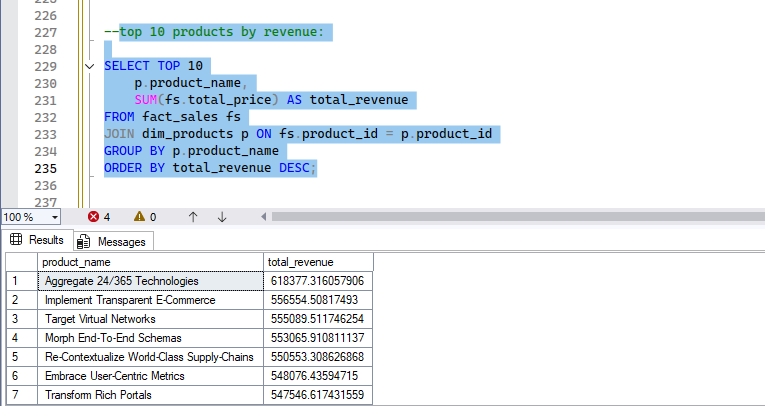 226
227 --top 10 products by revenue:
228
229 SELECT TOP 10
230 p.product_name,
231 SUM(fs.total_price) AS total_revenue
232 FROM fact_sales fs
233 JOIN dim_products p ON fs.product_id = p.product_id
234 GROUP BY p.product_name
235 ORDER BY total_revenue DESC;
236
237
100 % 4 0
Results Messages
product_name total_revenue
1 Aggregate 24/365 Technologies 618377.316057906
2 Implement Transparent E-Commerce 556554.50817493
3 Target Virtual Networks 555089.511746254
4 Morph End-To-End Schemas 553065.910811137
5 Re-Contextualize World-Class Supply-Chains 550553.308626868
6 Embrace User-Centric Metrics 548076.43594715
7 Transform Rich Portals 547546.617431559